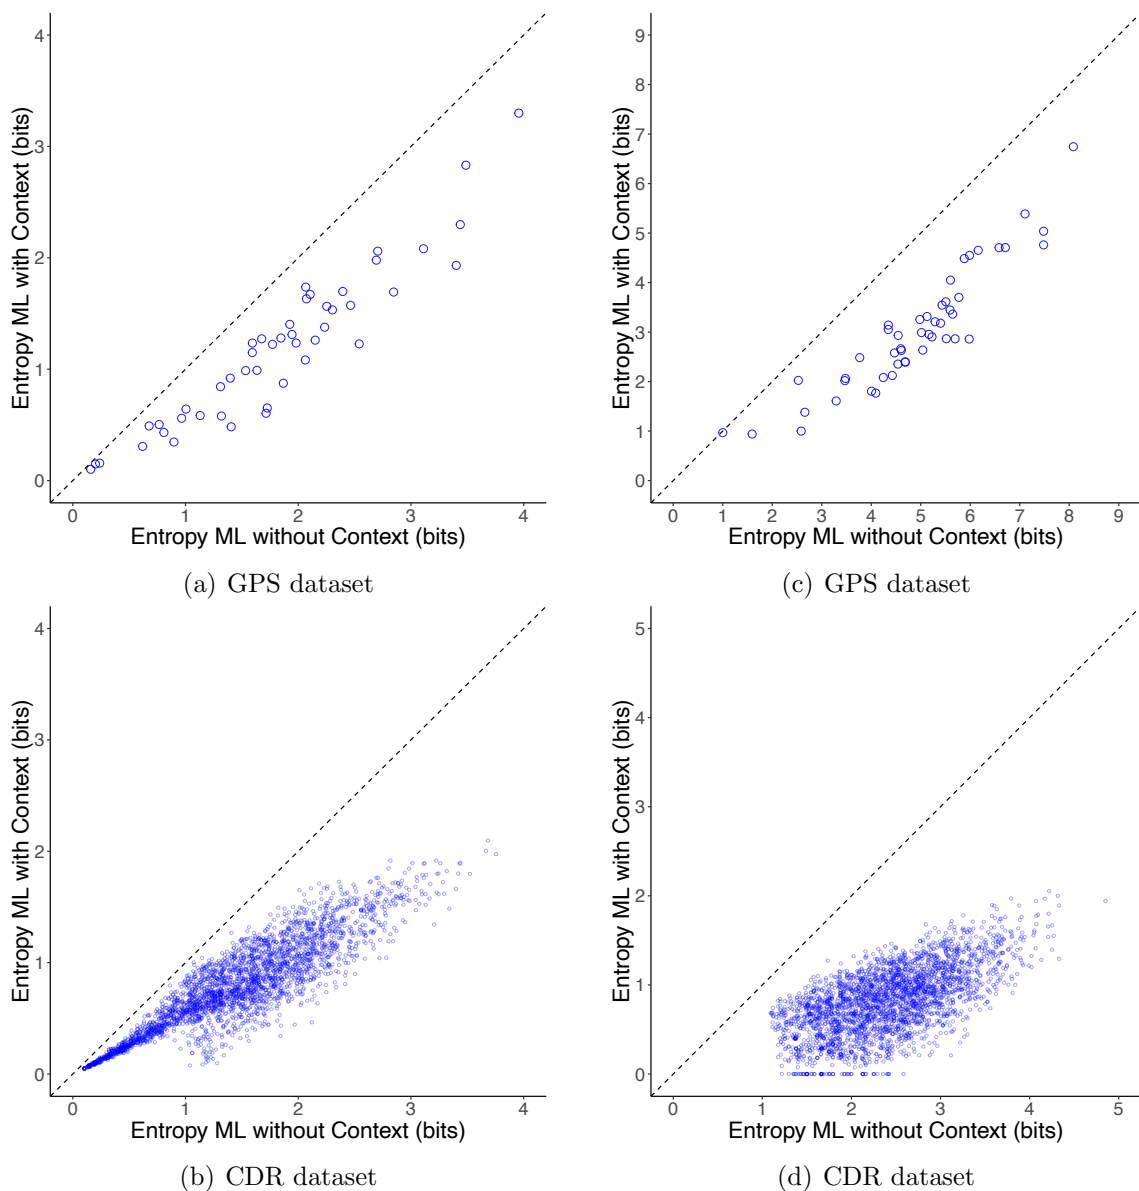 Entropy ML with Context (bits)
4
3
2
1
0
0 1 2 3 4
Entropy ML without Context (bits)
(a) GPS dataset
Entropy ML with Context (bits)
9
8
7
6
5
4
3
2
1
0
0 1 2 3 4 5 6 7 8 9
Entropy ML without Context (bits)
(c) GPS dataset
Entropy ML with Context (bits)
4
3
2
1
0
0 1 2 3 4
Entropy ML without Context (bits)
(b) CDR dataset
Entropy ML with Context (bits)
5
4
3
2
1
0
0 1 2 3 4 5
Entropy ML without Context (bits)
(d) CDR dataset